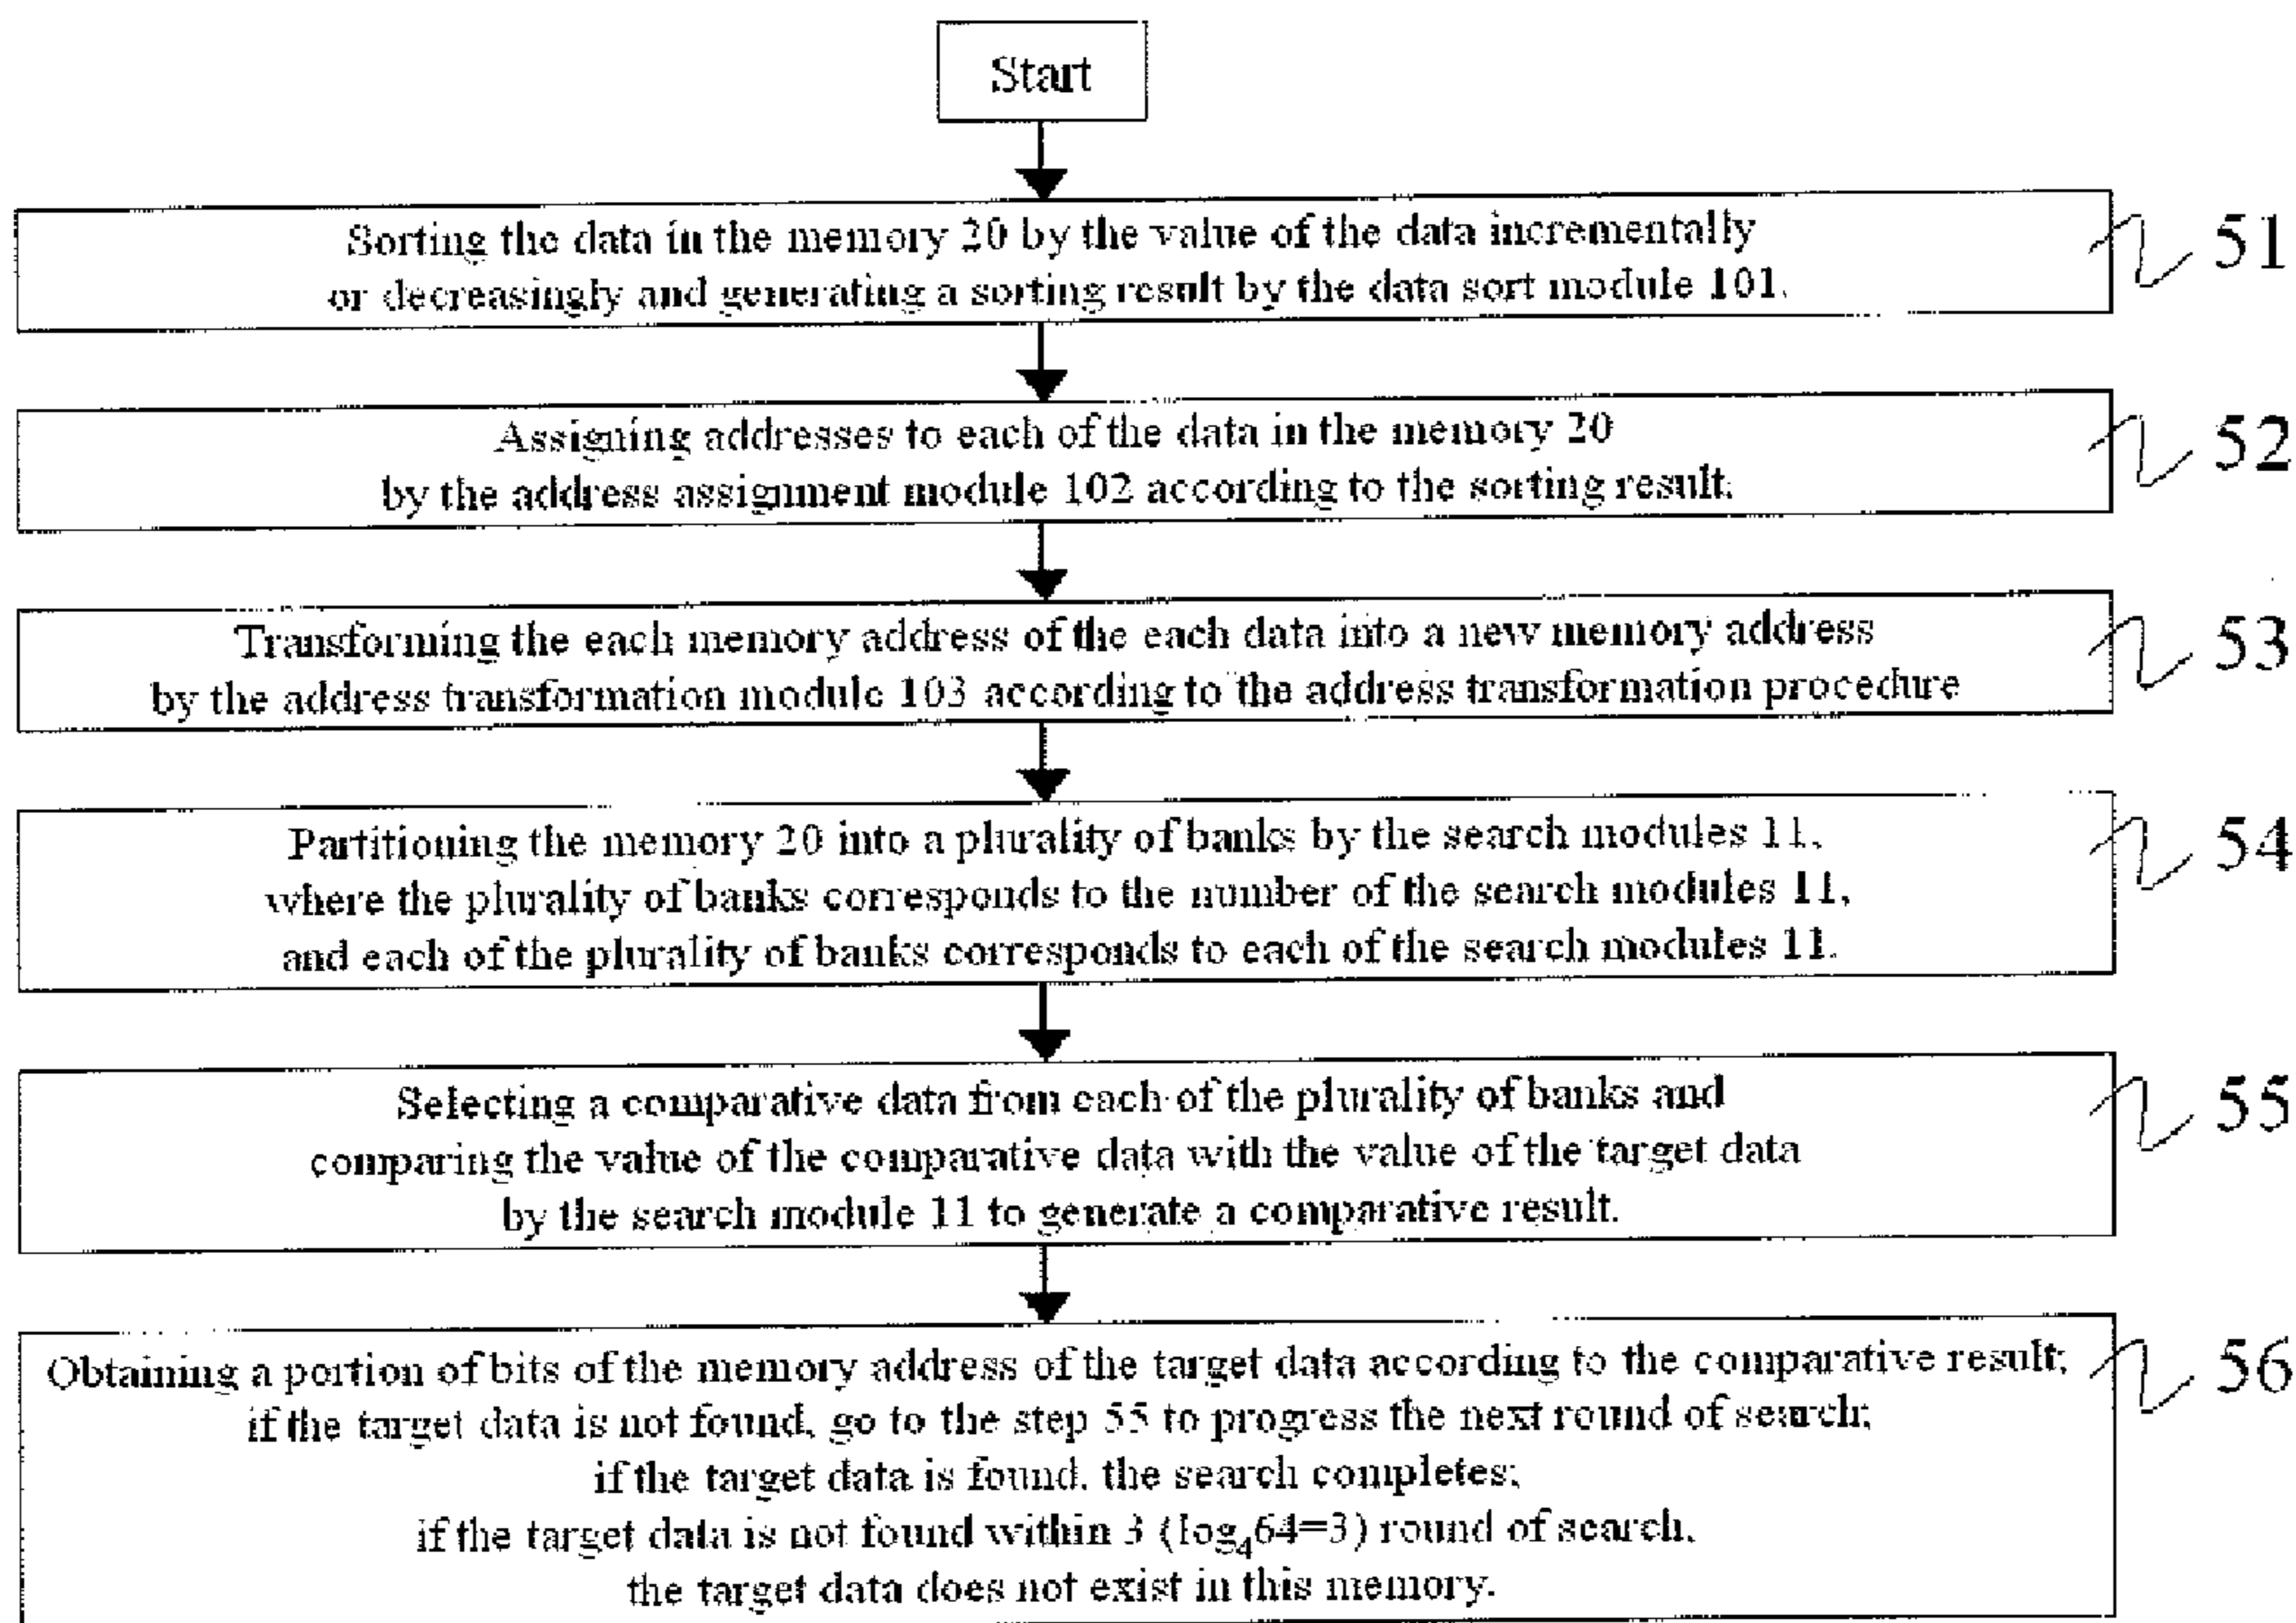 Start
Sorting the data in the memory 20 by the value of the data incrementally
or decreasingly and generating a sorting result by the data sort module 101.
51
Assigning addresses to each of the data in the memory 20
by the address assignment module 102 according to the sorting result.
52
Transforming the each memory address of the each data into a new memory address
by the address transformation module 103 according to the address transformation procedure
53
Partitioning the memory 20 into a plurality of banks by the search modules 11,
where the plurality of banks corresponds to the number of the search modules 11,
and each of the plurality of banks corresponds to each of the search modules 11.
54
Selecting a comparative data from each of the plurality of banks and
comparing the value of the comparative data with the value of the target data
by the search module 11 to generate a comparative result.
55
Obtaining a portion of bits of the memory address of the target data according to the comparative result;
if the target data is not found, go to the step 55 to progress the next round of search;
if the target data is found, the search completes;
if the target data is not found within 3 (log₄64=3) round of search,
the target data does not exist in this memory.
56